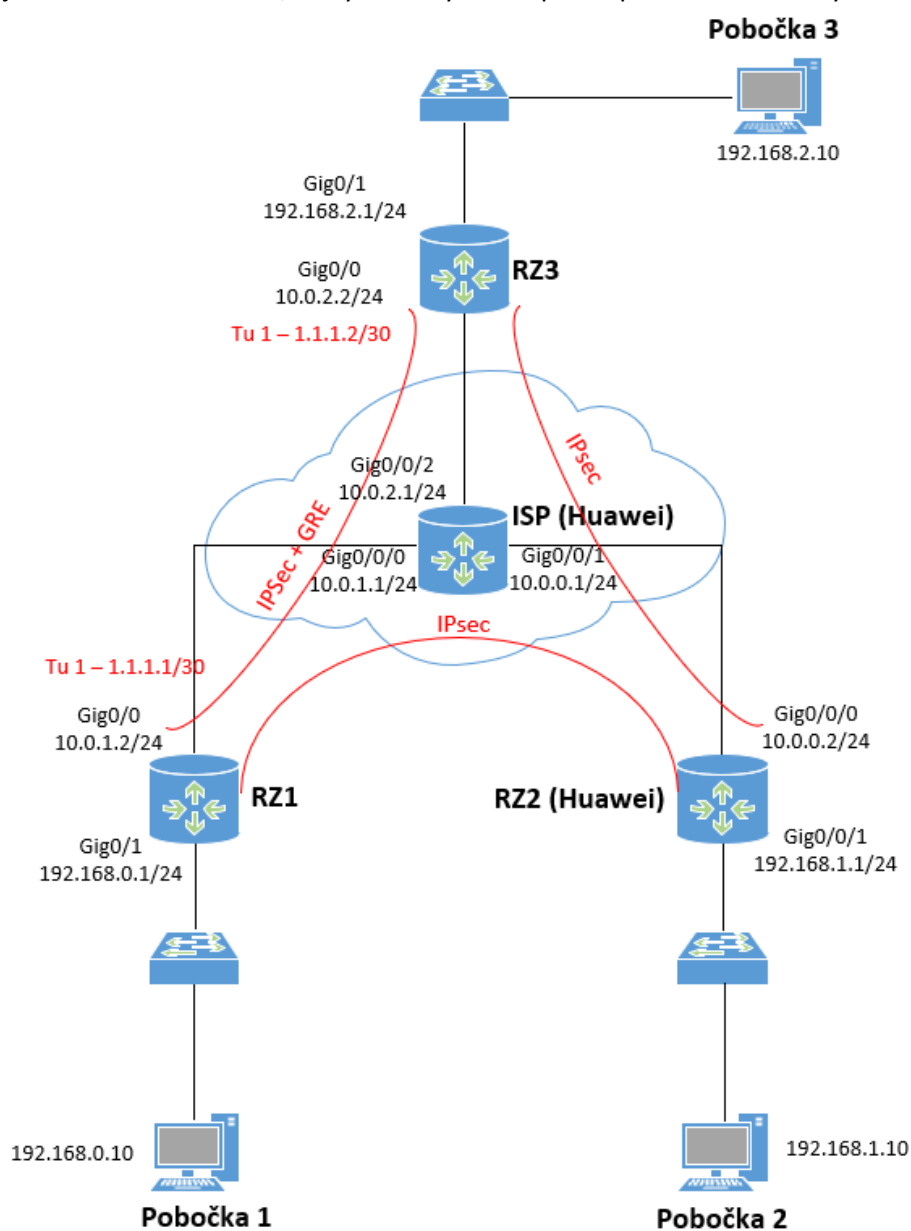 Pobočka 3
192.168.2.10
Gig0/1
192.168.2.1/24
RZ3
Gig0/0
10.0.2.2/24
Tu 1 – 1.1.1.2/30
IPsec
Gig0/0/2
10.0.2.1/24
ISP (Huawei)
IPSec + GRE
Gig0/0/0
10.0.1.1/24
Gig0/0/1
10.0.0.1/24
IPsec
Tu 1 – 1.1.1.1/30
Gig0/0
10.0.1.2/24
Gig0/0/0
10.0.0.2/24
RZ1
RZ2 (Huawei)
Gig0/1
192.168.0.1/24
Gig0/0/1
192.168.1.1/24
192.168.0.10
192.168.1.10
Pobočka 1
Pobočka 2